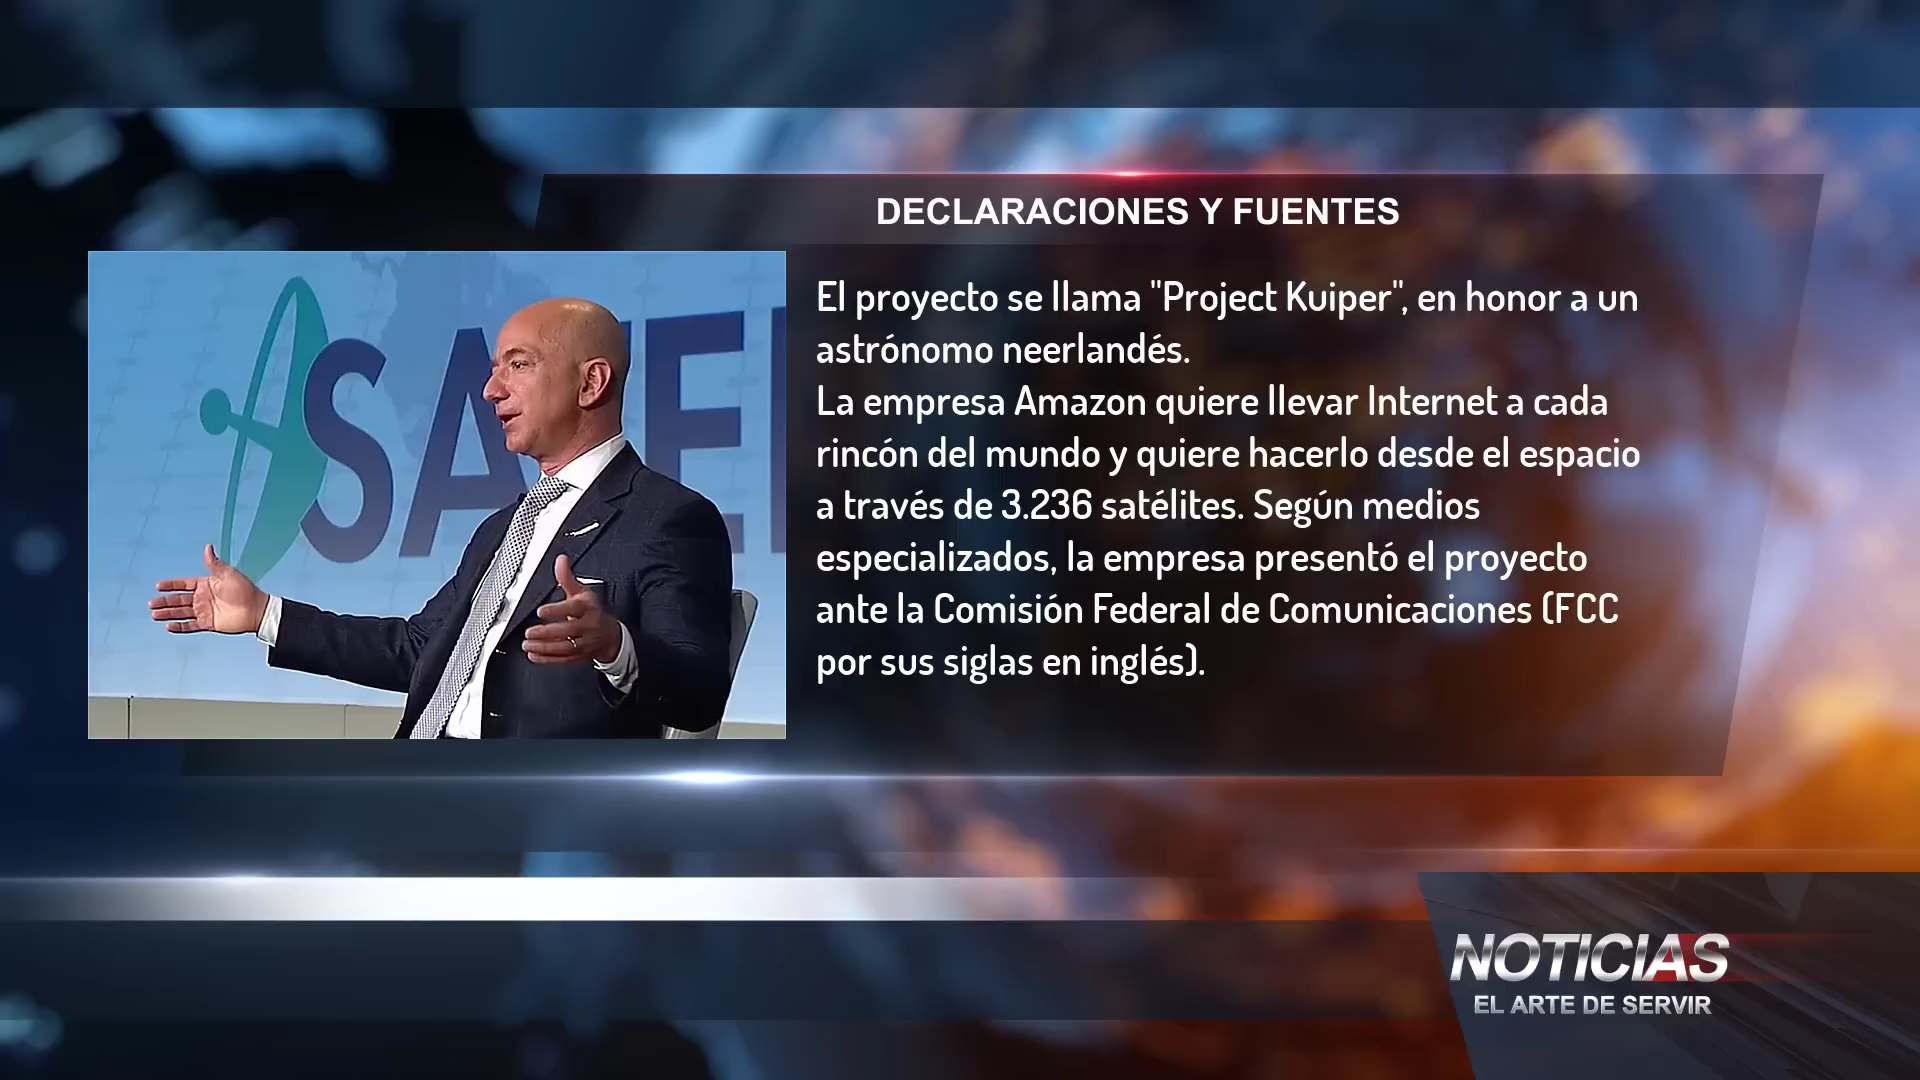 DECLARACIONES Y FUENTES
El proyecto se llama "Project Kuiper", en honor a un
astrónomo neerlandés.
La empresa Amazon quiere llevar Internet a cada
rincón del mundo y quiere hacerlo desde el espacio
a través de 3.236 satélites. Según medios
especializados, la empresa presentó el proyecto
ante la Comisión Federal de Comunicaciones (FCC
por sus siglas en inglés).
NOTICIAS
EL ARTE DE SERVIR